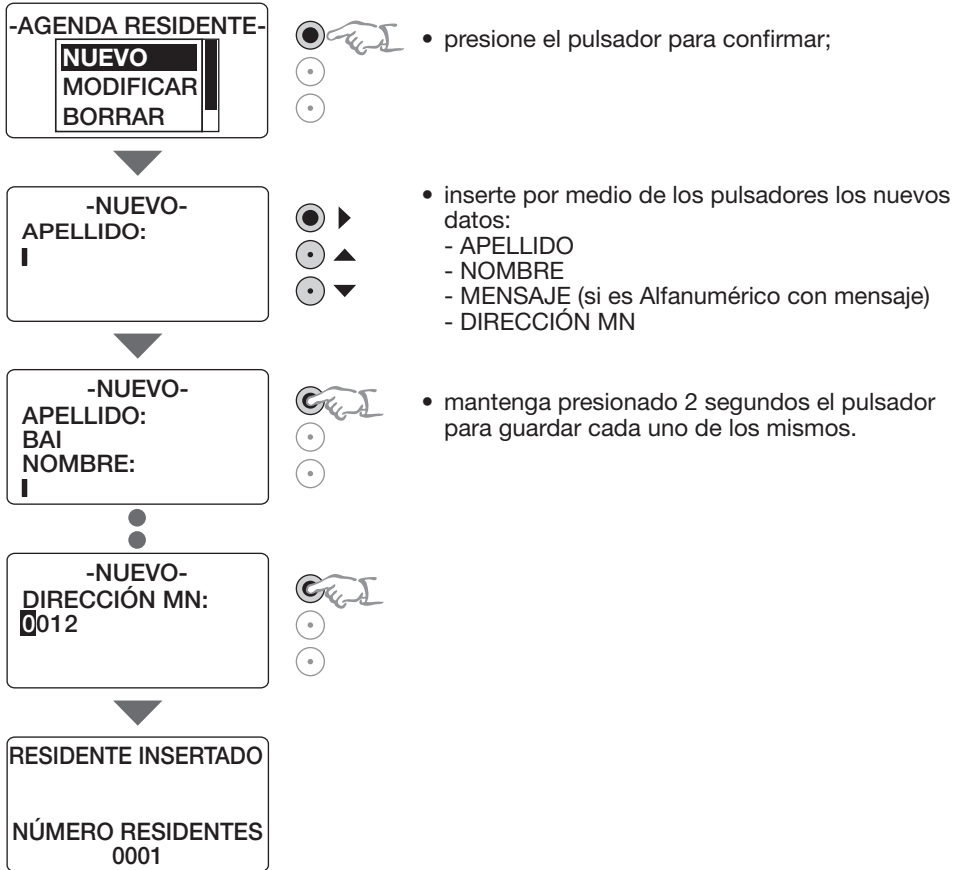 -AGENDA RESIDENTE-
NUEVO
MODIFICAR
BORRAR
• presione el pulsador para confirmar;
-NUEVO-
APELLIDO:
• inserte por medio de los pulsadores los nuevos
datos:
- APELLIDO
- NOMBRE
- MENSAJE (si es Alfanumérico con mensaje)
- DIRECCIÓN MN
-NUEVO-
APELLIDO:
BAI
NOMBRE:
• mantenga presionado 2 segundos el pulsador
para guardar cada uno de los mismos.
-NUEVO-
DIRECCIÓN MN:
0012
RESIDENTE INSERTADO
NÚMERO RESIDENTES
0001